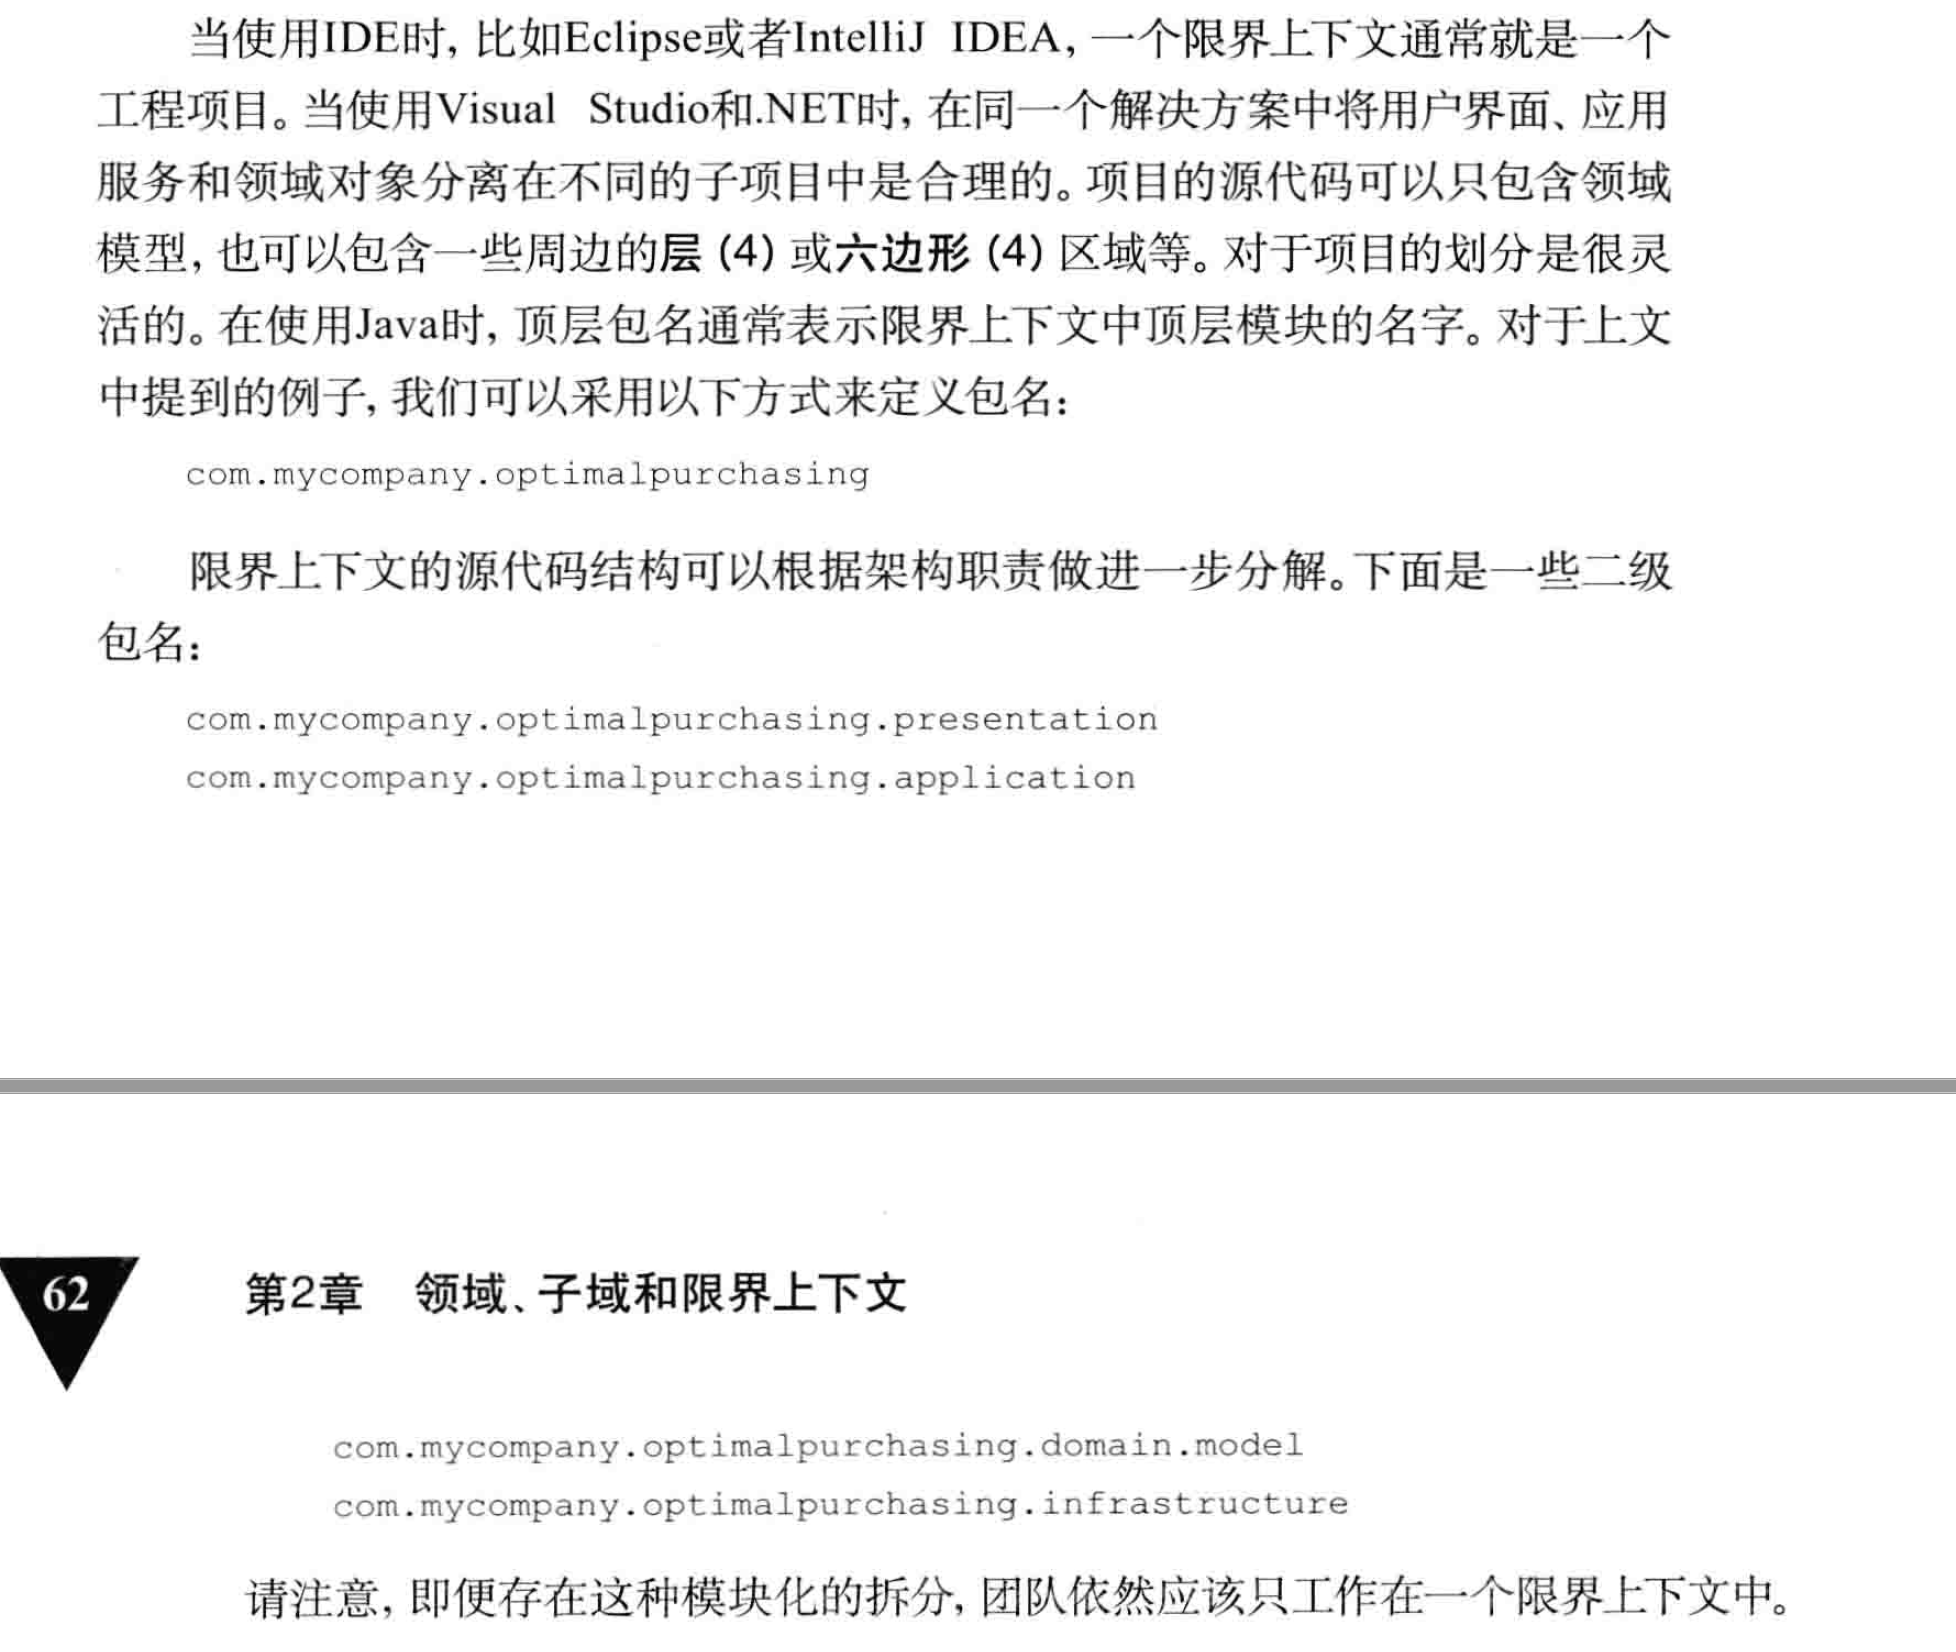 当使用IDE时, 比如Eclipse或者IntelliJ IDEA, 一个限界上下文通常就是一个
工程项目。当使用Visual Studio和.NET时, 在同一个解决方案中将用户界面、应用
服务和领域对象分离在不同的子项目中是合理的。项目的源代码可以只包含领域
模型, 也可以包含一些周边的层 (4) 或六边形 (4) 区域等。对于项目的划分是很灵
活的。在使用Java时, 顶层包名通常表示限界上下文中顶层模块的名字。对于上文
中提到的例子, 我们可以采用以下方式来定义包名:
com.mycompany.optimalpurchasing
限界上下文的源代码结构可以根据架构职责做进一步分解。下面是一些二级
包名:
com.mycompany.optimalpurchasing.presentation
com.mycompany.optimalpurchasing.application
62 第2章 领域、子域和限界上下文
com.mycompany.optimalpurchasing.domain.model
com.mycompany.optimalpurchasing.infrastructure
请注意, 即便存在这种模块化的拆分, 团队依然应该只工作在一个限界上下文中。